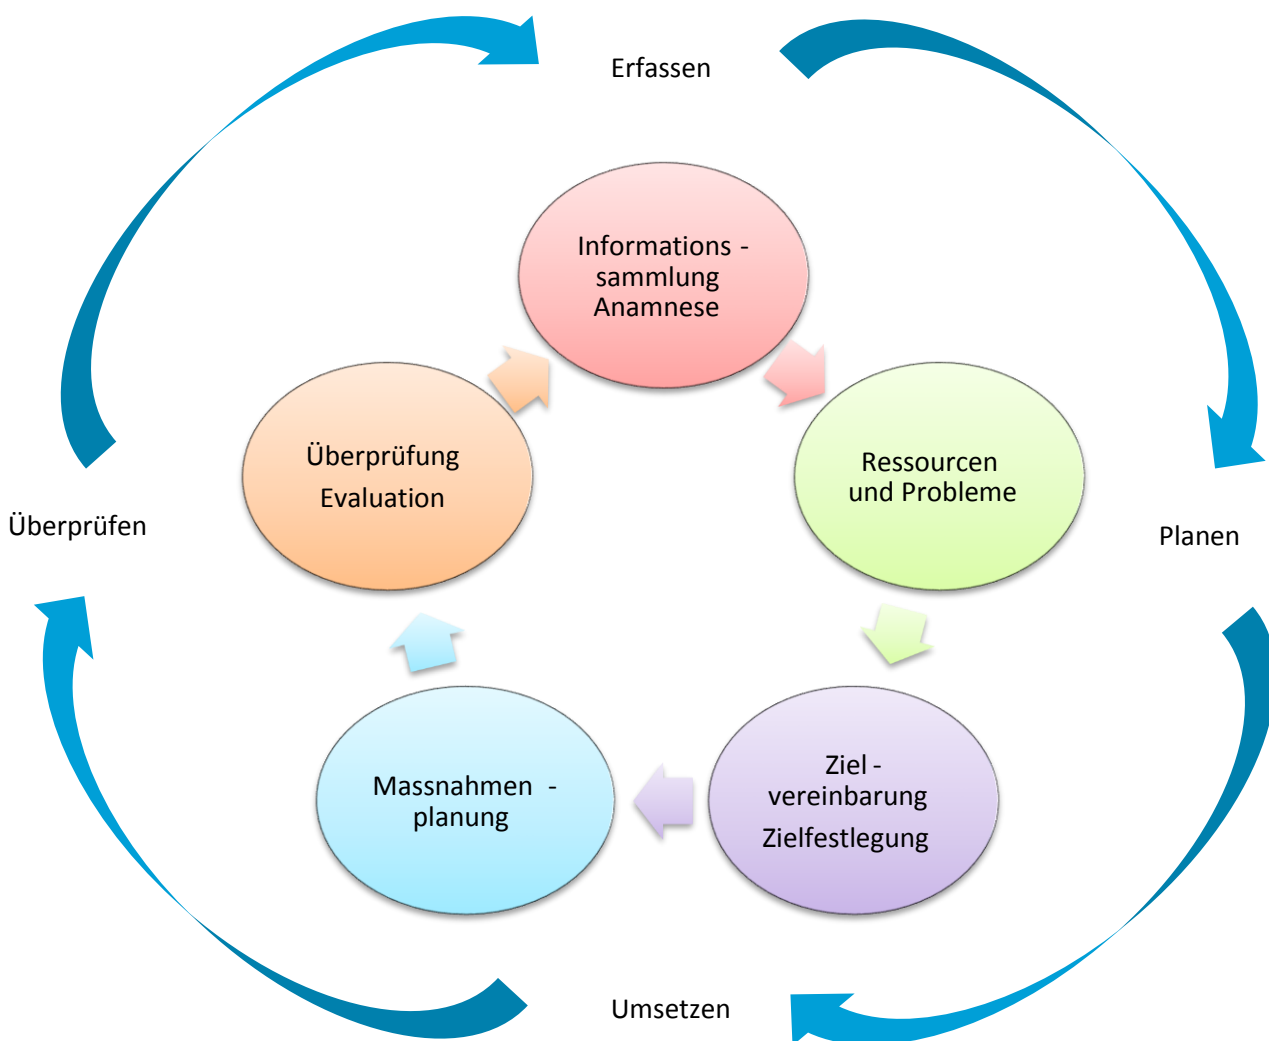 Erfassen
Informations -
sammlung
Anamnese
Überprüfung
Evaluation
Ressourcen
und Probleme
Überprüfen
Planen
Massnahmen -
planung
Ziel -
vereinbarung
Zielfestlegung
Umsetzen